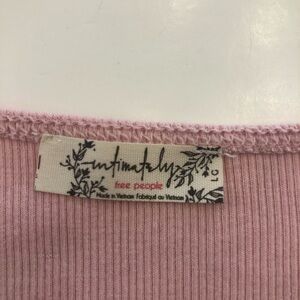 intimately
free people
Made in Vietnam Fabriqué au Vietnam
LG